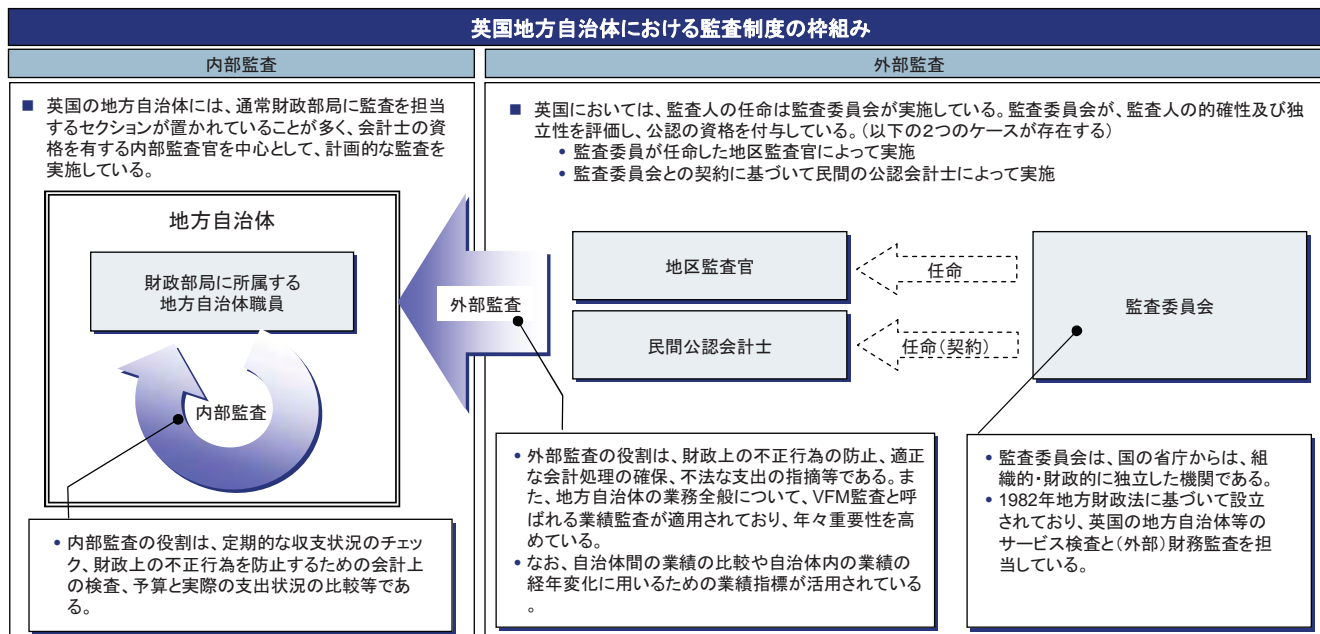 英国地方自治体における監査制度の枠組み
内部監査
■ 英国の地方自治体には、通常財政部局に監査を担当
するセクションが置かれていることが多く、会計士の資
格を有する内部監査官を中心として、計画的な監査を
実施している。
地方自治体
財政部局に所属する
地方自治体職員
内部監査
• 内部監査の役割は、定期的な収支状況のチェッ
ク、財政上の不正行為を防止するための会計上
の検査、予算と実際の支出状況の比較等であ
る。
外部監査
■ 英国においては、監査人の任命は監査委員会が実施している。監査委員会が、監査人の的確性及び独
立性を評価し、公認の資格を付与している。（以下の2つのケースが存在する）
• 監査委員が任命した地区監査官によって実施
• 監査委員会との契約に基づいて民間の公認会計士によって実施
外部監査
地区監査官
任命
民間公認会計士
任命（契約）
監査委員会
• 外部監査の役割は、財政上の不正行為の防止、適正
な会計処理の確保、不法な支出の指摘等である。ま
た、地方自治体の業務全般について、VFM監査と呼
ばれる業績監査が適用されており、年々重要性を高
めている。
• なお、自治体間の業績の比較や自治体内の業績の
経年変化に用いるための業績指標が活用されている
。
• 監査委員会は、国の省庁からは、組
織的・財政的に独立した機関である。
• 1982年地方財政法に基づいて設立
されており、英国の地方自治体等の
サービス検査と（外部）財務監査を担
当している。